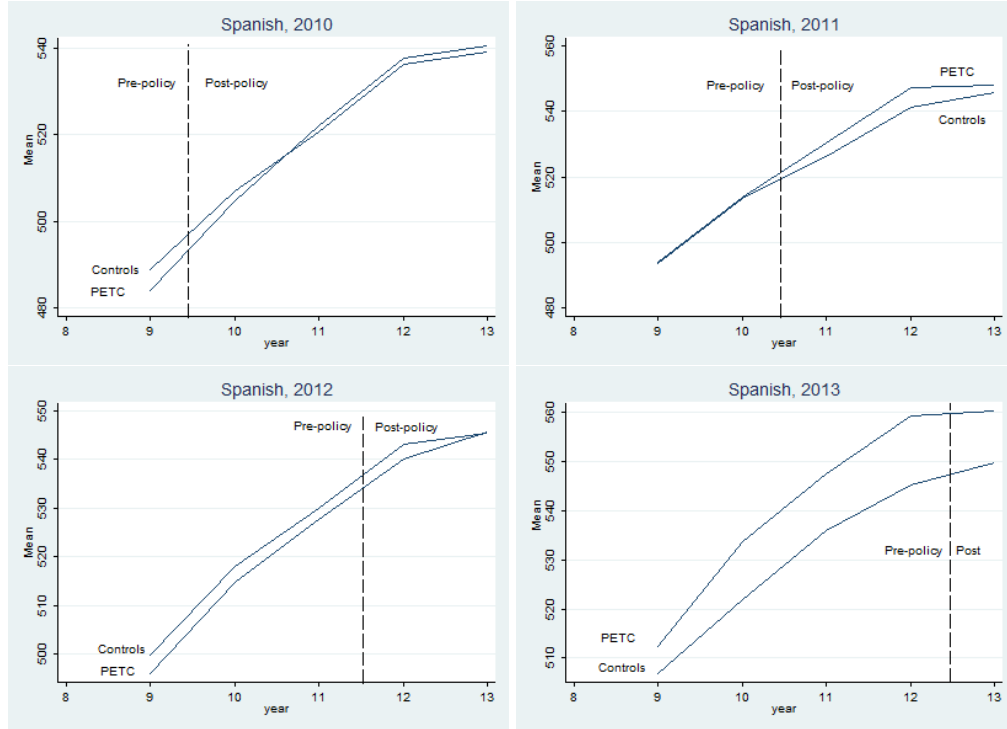 Spanish, 2010
540
520
500
480
Mean
Pre-policy
Post-policy
Controls
PETC
8 9 10 11 12 13
year
Spanish, 2011
560
540
520
500
480
Mean
Pre-policy
Post-policy
PETC
Controls
8 9 10 11 12 13
year
Spanish, 2012
550
540
530
520
510
500
Mean
Pre-policy
Post-policy
Controls
PETC
8 9 10 11 12 13
year
Spanish, 2013
560
550
540
530
520
510
Mean
Pre-policy
Post
PETC
Controls
8 9 10 11 12 13
year